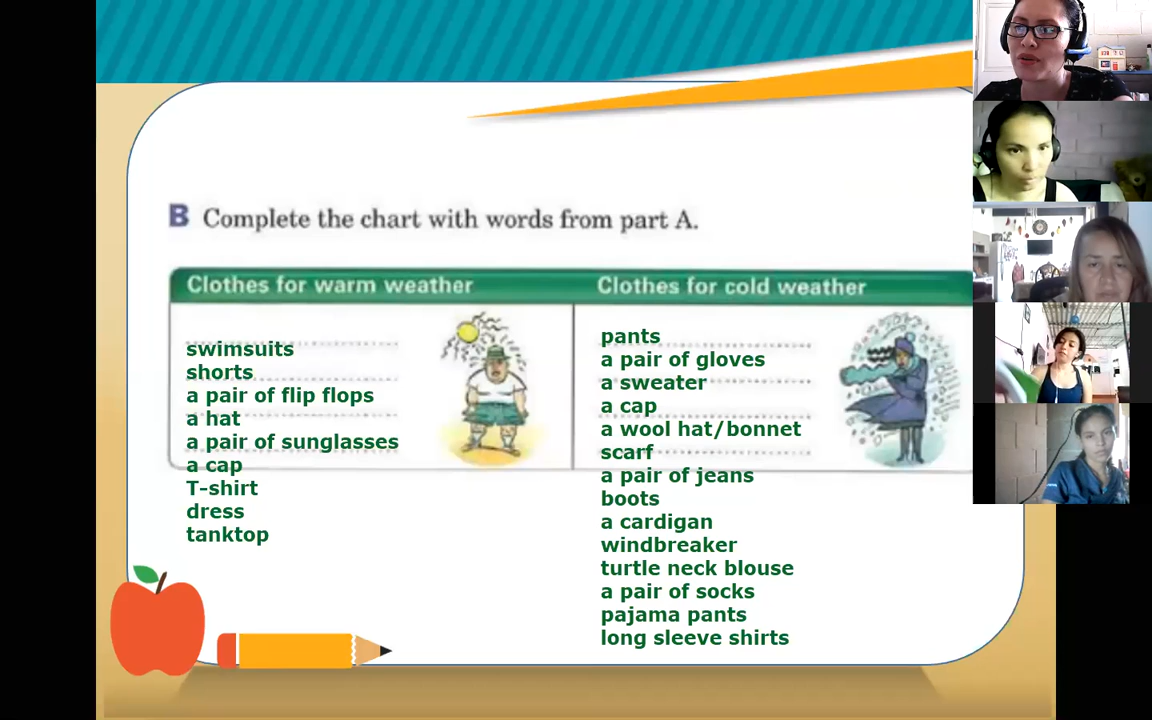 B Complete the chart with words from part A.
Clothes for warm weather
swimsuits
shorts
a pair of flip flops
a hat
a pair of sunglasses
a cap
T-shirt
dress
tanktop
Clothes for cold weather
pants
a pair of gloves
a sweater
a cap
a wool hat/bonnet
scarf
a pair of jeans
boots
a cardigan
windbreaker
turtle neck blouse
a pair of socks
pajama pants
long sleeve shirts